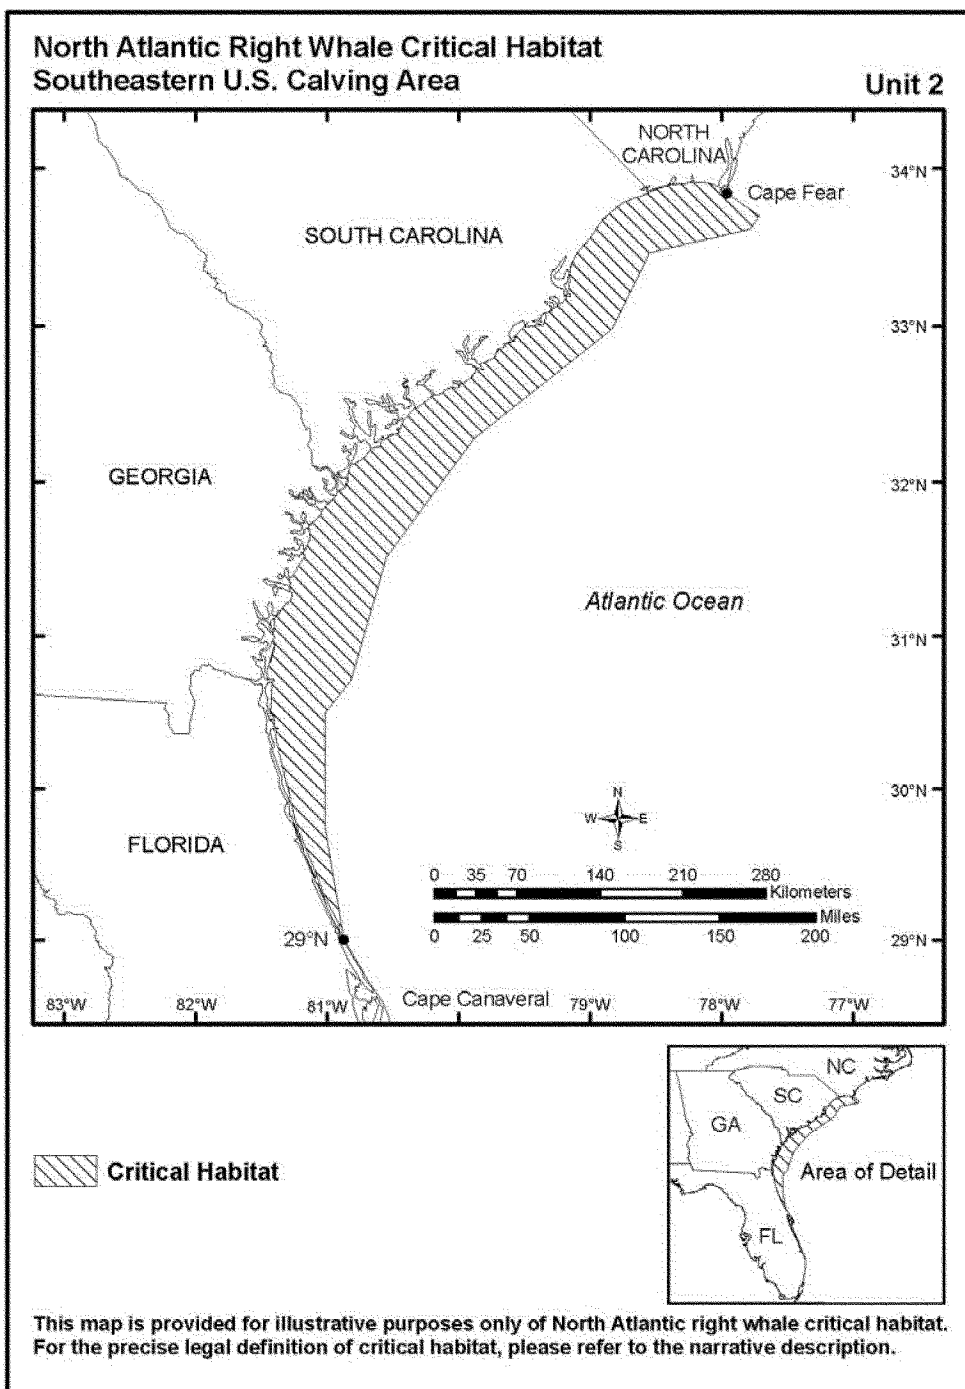 North Atlantic Right Whale Critical Habitat
Southeastern U.S. Calving Area
Unit 2
NORTH
CAROLINA
34°N
Cape Fear
SOUTH CAROLINA
33°N
GEORGIA
32°N
Atlantic Ocean
31°N
N
W E
S
30°N
FLORIDA
0 35 70 140 210 280
Kilometers
Miles
0 25 50 100 150 200
29°N
29°N
Cape Canaveral
83°W 82°W 81°W 79°W 78°W 77°W
NC
SC
GA
Area of Detail
FL
Critical Habitat
This map is provided for illustrative purposes only of North Atlantic right whale critical habitat.
For the precise legal definition of critical habitat, please refer to the narrative description.